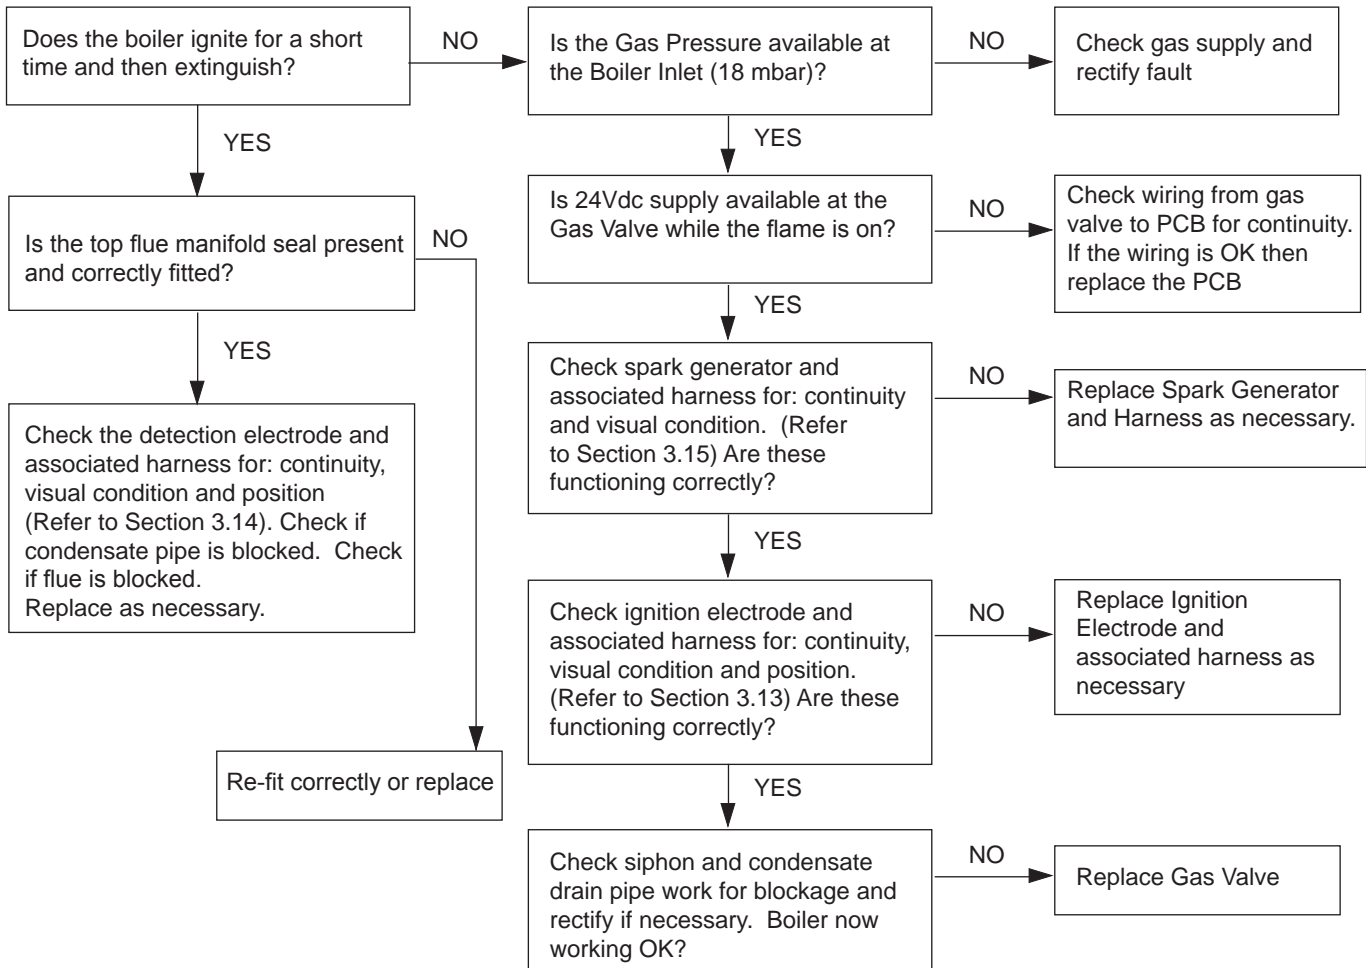 Does the boiler ignite for a short
time and then extinguish?
NO
Is the Gas Pressure available at
the Boiler Inlet (18 mbar)?
NO
Check gas supply and
rectify fault
YES
YES
Is the top flue manifold seal present
and correctly fitted?
NO
Is 24Vdc supply available at the
Gas Valve while the flame is on?
NO
Check wiring from gas
valve to PCB for continuity.
If the wiring is OK then
replace the PCB
YES
YES
Check the detection electrode and
associated harness for: continuity,
visual condition and position
(Refer to Section 3.14). Check if
condensate pipe is blocked.  Check
if flue is blocked.
Replace as necessary.
Check spark generator and
associated harness for: continuity
and visual condition.  (Refer
to Section 3.15) Are these
functioning correctly?
NO
Replace Spark Generator
and Harness as necessary.
YES
Check ignition electrode and
associated harness for: continuity,
visual condition and position.
(Refer to Section 3.13) Are these
functioning correctly?
NO
Replace Ignition
Electrode and
associated harness as
necessary
Re-fit correctly or replace
YES
Check siphon and condensate
drain pipe work for blockage and
rectify if necessary.  Boiler now
working OK?
NO
Replace Gas Valve